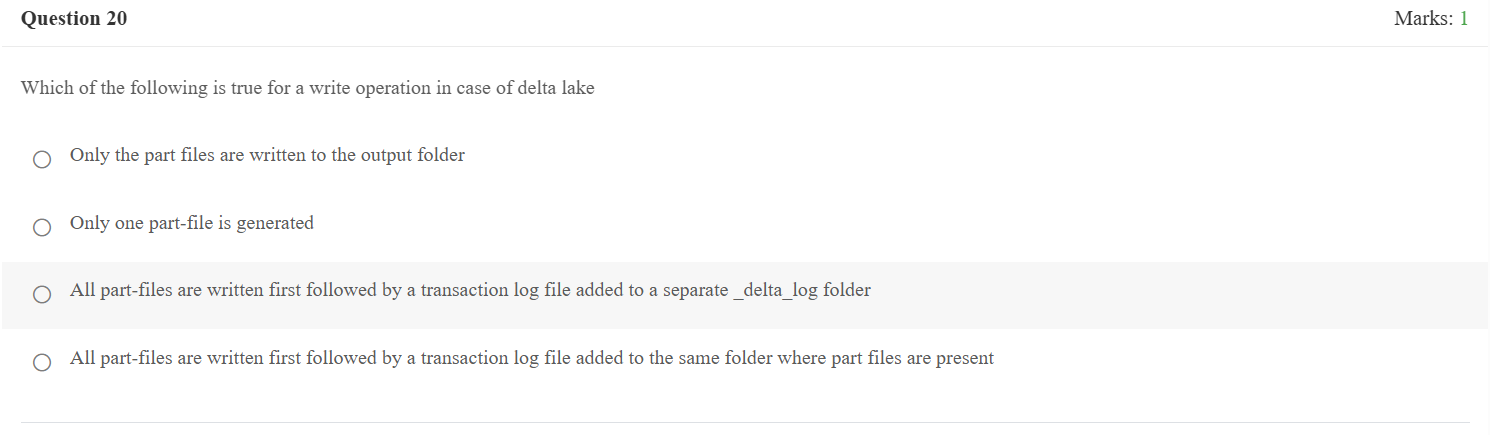 Question 20
Marks: 1
Which of the following is true for a write operation in case of delta lake
Only the part files are written to the output folder
Only one part-file is generated
All part-files are written first followed by a transaction log file added to a separate _delta_log folder
All part-files are written first followed by a transaction log file added to the same folder where part files are present